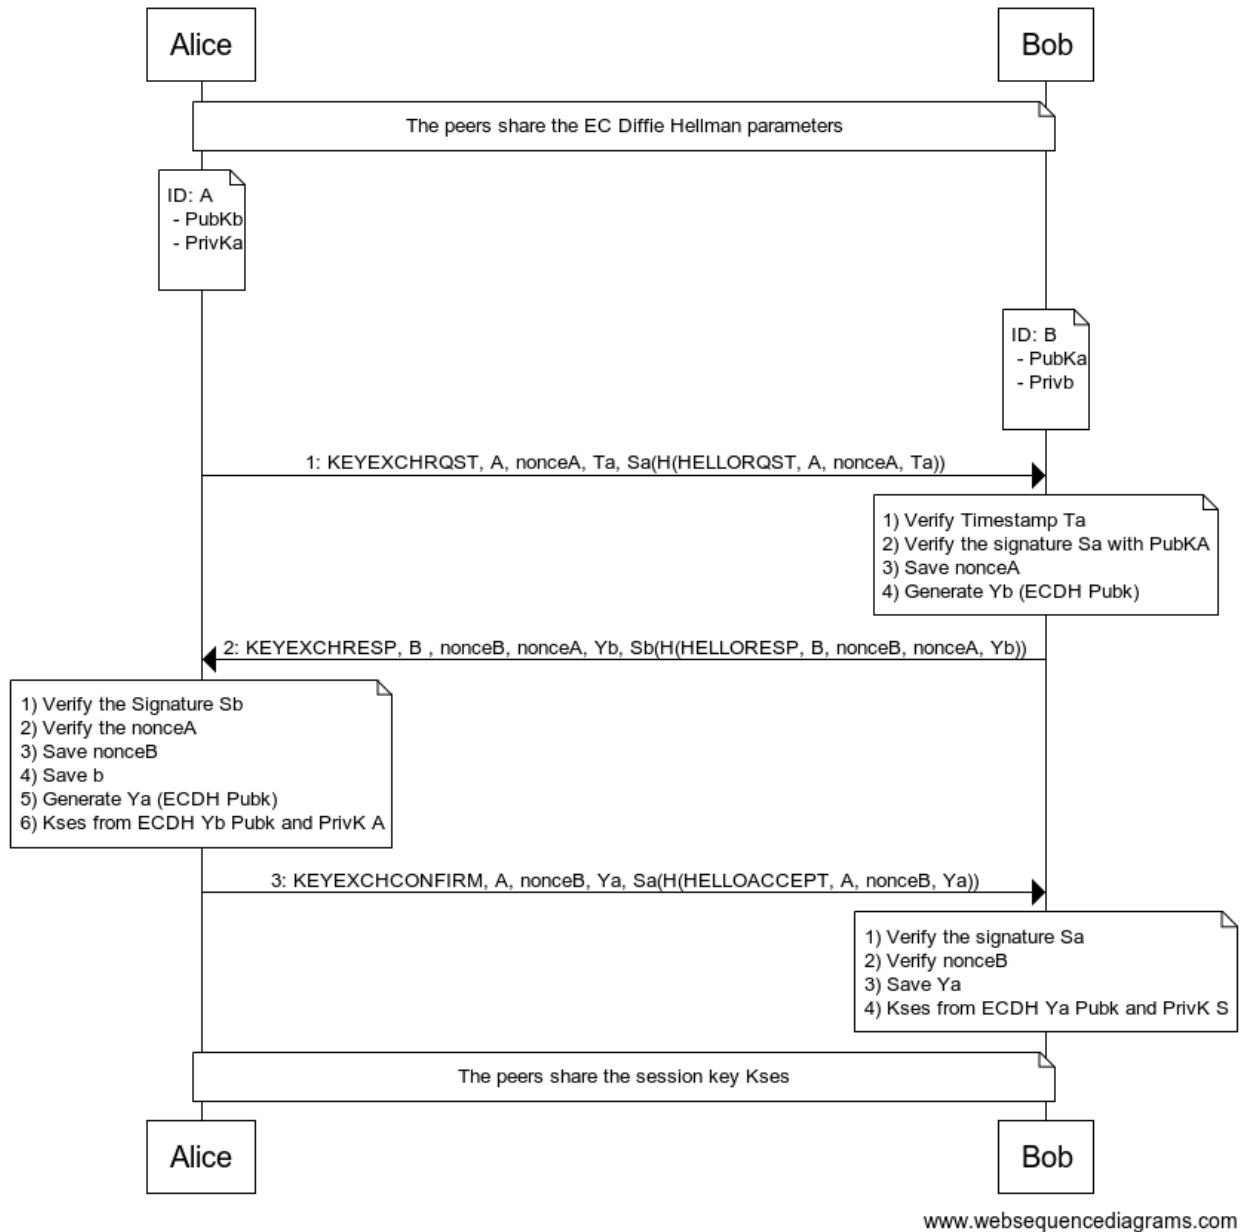 Alice
Bob
The peers share the EC Diffie Hellman parameters
ID: A
- PubKb
- PrivKa
ID: B
- PubKa
- Privb
1: KEYEXCHRQST, A, nonceA, Ta, Sa(H(HELLORQST, A, nonceA, Ta))
1) Verify Timestamp Ta
2) Verify the signature Sa with PubKA
3) Save nonceA
4) Generate Yb (ECDH Pubk)
2: KEYEXCHRESP, B , nonceB, nonceA, Yb, Sb(H(HELLORESP, B, nonceB, nonceA, Yb))
1) Verify the Signature Sb
2) Verify the nonceA
3) Save nonceB
4) Save b
5) Generate Ya (ECDH Pubk)
6) Kses from ECDH Yb Pubk and PrivK A
3: KEYEXCHCONFIRM, A, nonceB, Ya, Sa(H(HELLOACCEPT, A, nonceB, Ya))
1) Verify the signature Sa
2) Verify nonceB
3) Save Ya
4) Kses from ECDH Ya Pubk and PrivK S
The peers share the session key Kses
Alice
Bob
www.websequencediagrams.com